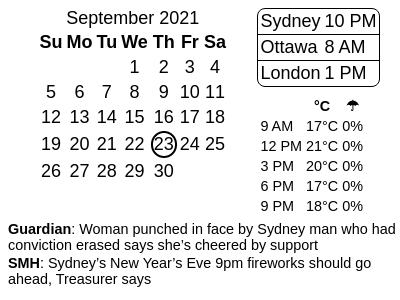 September 2021
Su Mo Tu We Th Fr Sa
1 2 3 4
5 6 7 8 9 10 11
12 13 14 15 16 17 18
19 20 21 22 23 24 25
26 27 28 29 30
Sydney 10 PM
Ottawa 8 AM
London 1 PM
°C ☂
9 AM 17°C 0%
12 PM 21°C 0%
3 PM 20°C 0%
6 PM 17°C 0%
9 PM 18°C 0%
Guardian: Woman punched in face by Sydney man who had
conviction erased says she’s cheered by support
SMH: Sydney’s New Year’s Eve 9pm fireworks should go
ahead, Treasurer says